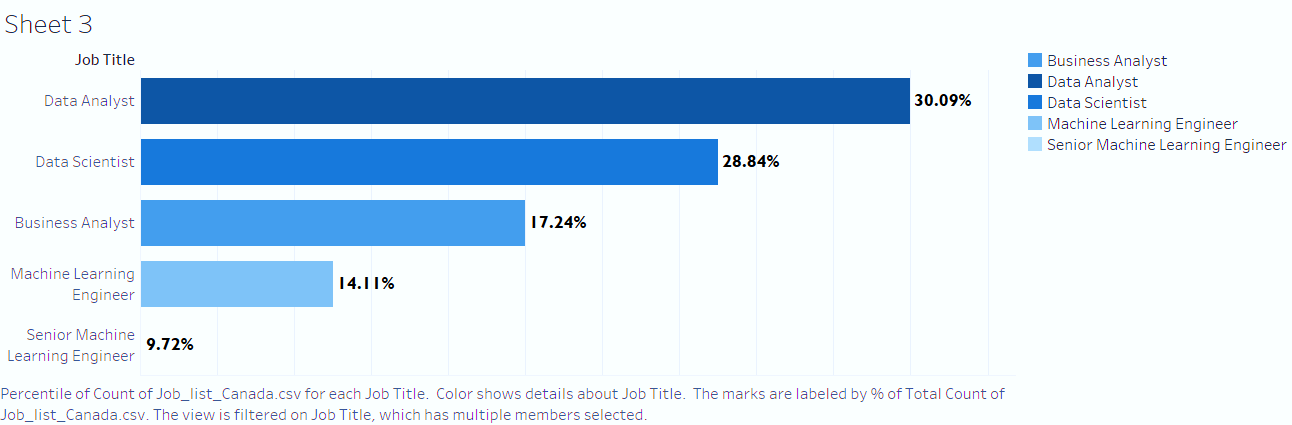 Sheet 3
Job Title
Data Analyst
30.09%
Data Scientist
28.84%
Business Analyst
17.24%
Machine Learning
Engineer
14.11%
Senior Machine
Learning Engineer
9.72%
Business Analyst
Data Analyst
Data Scientist
Machine Learning Engineer
Senior Machine Learning Engineer
Percentile of Count of Job_list_Canada.csv for each Job Title.  Color shows details about Job Title.  The marks are labeled by % of Total Count of
Job_list_Canada.csv. The view is filtered on Job Title, which has multiple members selected.